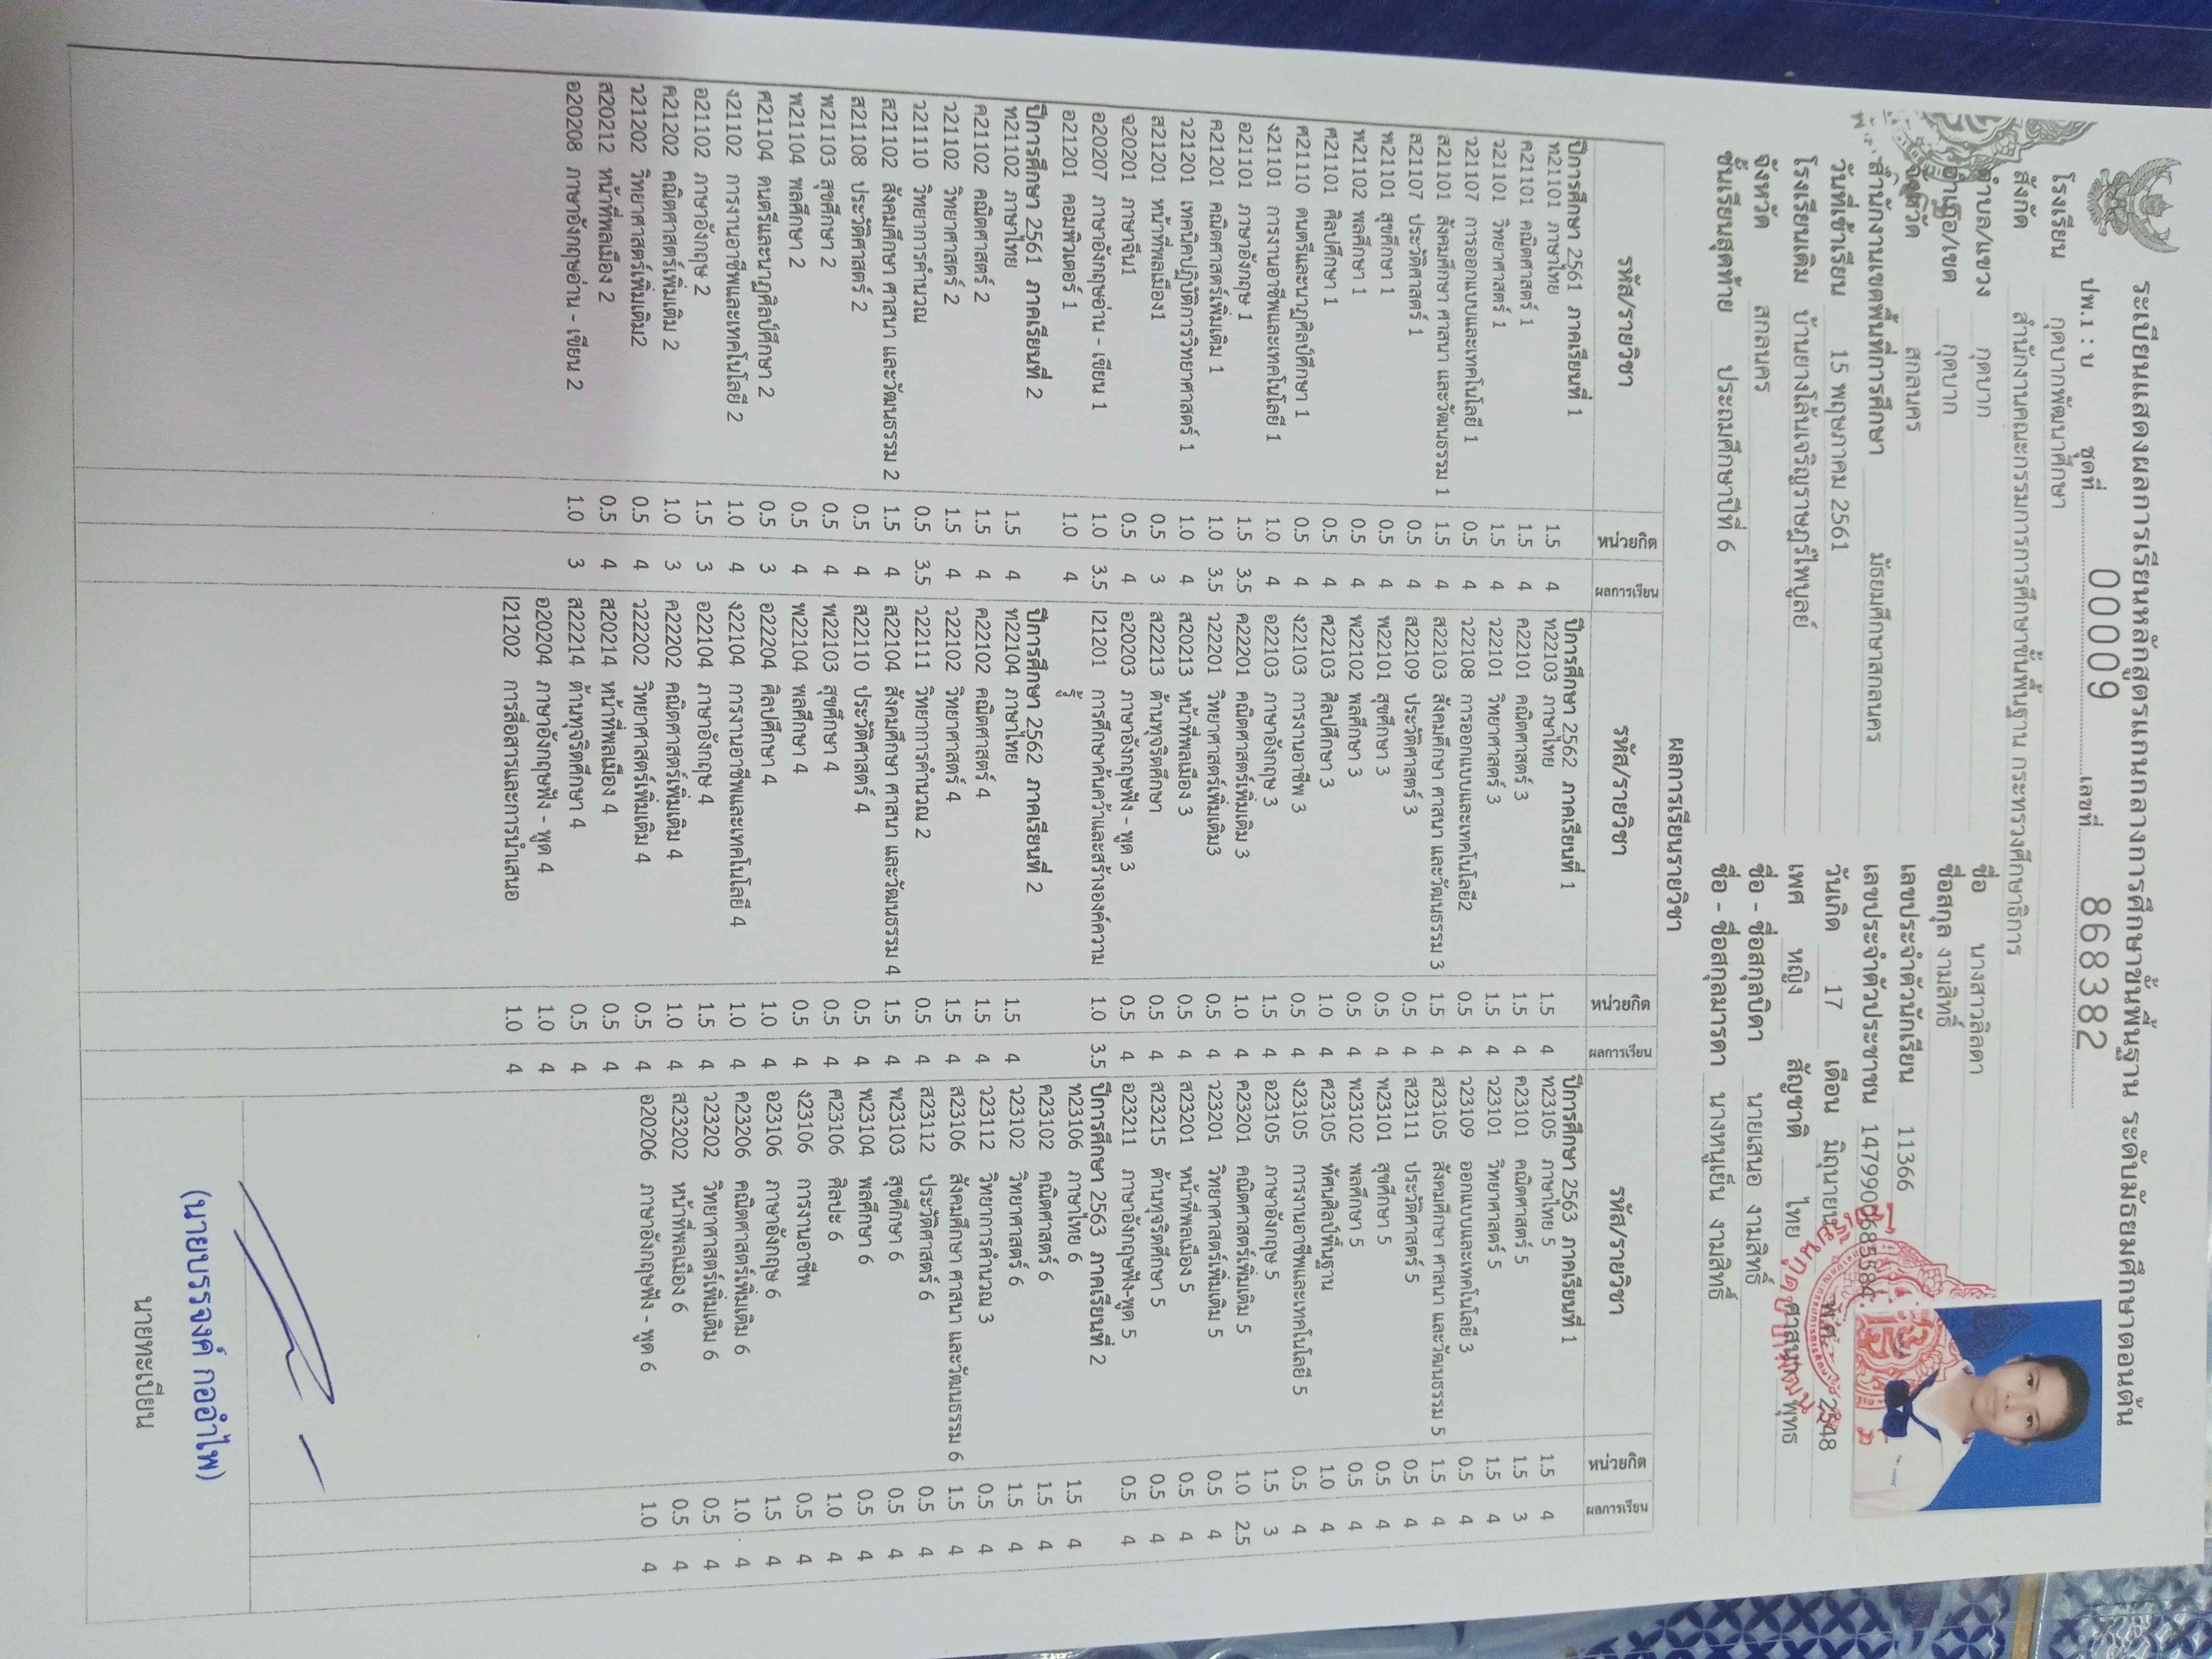 ระเบียนแสดงผลการเรียนหลักสูตรแกนกลางการศึกษาขั้นพื้นฐาน ระดับมัธยมศึกษาตอนต้น
ปพ.1 : บ ชุดที่ 00009 เลขที่ 868382
โรงเรียน กุดบากพัฒนาศึกษา
สังกัด สำนักงานคณะกรรมการการศึกษาขั้นพื้นฐาน กระทรวงศึกษาธิการ
ตำบล/แขวง กุดบาก
อำเภอ/เขต กุดบาก
จังหวัด สกลนคร
สำนักงานเขตพื้นที่การศึกษา มัธยมศึกษาสกลนคร
วันที่เข้าเรียน 15 พฤษภาคม 2561
โรงเรียนเดิม บ้านยางโล้นเจริญราษฎร์ไพบูลย์
จังหวัด สกลนคร
ชั้นเรียนสุดท้าย ประถมศึกษาปีที่ 6
ชื่อ นางสาวลิลดา
ชื่อสกุล งามสิทธิ์
เลขประจำตัวนักเรียน 11366
เลขประจำตัวประชาชน 1479900685584
วันเกิด 17 เดือน มิถุนายน พ.ศ. 2548
เพศ หญิง สัญชาติ ไทย ศาสนา พุทธ
ชื่อ - ชื่อสกุลบิดา นายเสนอ งามสิทธิ์
ชื่อ - ชื่อสกุลมารดา นางหนูเย็น งามสิทธิ์
ผลการเรียนรายวิชา
รหัส/รายวิชา หน่วยกิต ผลการเรียน
ปีการศึกษา 2561 ภาคเรียนที่ 1
ท21101 ภาษาไทย 1.5 4
ค21101 คณิตศาสตร์ 1 1.5 4
ว21101 วิทยาศาสตร์ 1 1.5 4
ว21107 การออกแบบและเทคโนโลยี 1 0.5 4
ส21101 สังคมศึกษา ศาสนา และวัฒนธรรม 1 1.5 4
ส21107 ประวัติศาสตร์ 1 0.5 4
พ21101 สุขศึกษา 1 0.5 4
พ21102 พลศึกษา 1 0.5 4
ศ21101 ศิลปศึกษา 1 0.5 4
ศ21110 ดนตรีและนาฏศิลป์ศึกษา 1 0.5 4
ง21101 การงานอาชีพและเทคโนโลยี 1 1.0 4
อ21101 ภาษาอังกฤษ 1 1.5 3.5
ค21201 คณิตศาสตร์เพิ่มเติม 1 1.0 3.5
ว21201 เทคนิคปฏิบัติการวิทยาศาสตร์ 1 1.0 4
ส21201 หน้าที่พลเมือง1 0.5 3
จ20201 ภาษาจีน1 0.5 4
อ20207 ภาษาอังกฤษอ่าน - เขียน 1 1.0 3.5
อ21201 คอมพิเตอร์ 1 1.0 4
ปีการศึกษา 2561 ภาคเรียนที่ 2
ท21102 ภาษาไทย 1.5 4
ค21102 คณิตศาสตร์ 2 1.5 4
ว21102 วิทยาศาสตร์ 2 1.5 4
ว21110 วิทยาการคำนวณ 0.5 3.5
ส21102 สังคมศึกษา ศาสนา และวัฒนธรรม 2 1.5 4
ส21108 ประวัติศาสตร์ 2 0.5 4
พ21103 สุขศึกษา 2 0.5 4
พ21104 พลศึกษา 2 0.5 4
ศ21104 ดนตรีและนาฏศิลป์ศึกษา 2 0.5 3
ง21102 การงานอาชีพและเทคโนโลยี 2 1.0 4
อ21102 ภาษาอังกฤษ 2 1.5 3
ค21202 คณิตศาสตร์เพิ่มเติม 2 1.0 3
ว21202 วิทยาศาสตร์เพิ่มเติม2 0.5 4
ส20212 หน้าที่พลเมือง 2 0.5 4
อ20208 ภาษาอังกฤษอ่าน - เขียน 2 1.0 3
รหัส/รายวิชา หน่วยกิต ผลการเรียน
ปีการศึกษา 2562 ภาคเรียนที่ 1
ท22103 ภาษาไทย 1.5 4
ค22101 คณิตศาสตร์ 3 1.5 4
ว22101 วิทยาศาสตร์ 3 1.5 4
ว22108 การออกแบบและเทคโนโลยี2 0.5 4
ส22103 สังคมศึกษา ศาสนา และวัฒนธรรม 3 1.5 4
ส22109 ประวัติศาสตร์ 3 0.5 4
พ22101 สุขศึกษา 3 0.5 4
พ22102 พลศึกษา 3 0.5 4
ศ22103 ศิลปศึกษา 3 1.0 4
ง22103 การงานอาชีพ 3 0.5 4
อ22103 ภาษาอังกฤษ 3 1.5 4
ค22201 คณิตศาสตร์เพิ่มเติม 3 1.0 4
ว22201 วิทยาศาสตร์เพิ่มเติม3 0.5 4
ส20213 หน้าที่พลเมือง 3 0.5 4
ส22213 ต้านทุจริตศึกษา 0.5 4
อ20203 ภาษาอังกฤษฟัง - พูด 3 0.5 4
I21201 การศึกษาค้นคว้าและสร้างองค์ความ 1.0 3.5
รู้
ปีการศึกษา 2562 ภาคเรียนที่ 2
ท22104 ภาษาไทย 1.5 4
ค22102 คณิตศาสตร์ 4 1.5 4
ว22102 วิทยาศาสตร์ 4 1.5 4
ว22111 วิทยาการคำนวณ 2 0.5 4
ส22104 สังคมศึกษา ศาสนา และวัฒนธรรม 4 1.5 4
ส22110 ประวัติศาสตร์ 4 0.5 4
พ22103 สุขศึกษา 4 0.5 4
พ22104 พลศึกษา 4 0.5 4
อ22204 ศิลปศึกษา 4 1.0 4
ง22104 การงานอาชีพและเทคโนโลยี 4 1.0 4
อ22104 ภาษาอังกฤษ 4 1.5 4
ค22202 คณิตศาสตร์เพิ่มเติม 4 1.0 4
ว22202 วิทยาศาสตร์เพิ่มเติม 4 0.5 4
ส20214 หน้าที่พลเมือง 4 0.5 4
ส22214 ต้านทุจริตศึกษา 4 0.5 4
อ20204 ภาษาอังกฤษฟัง - พูด 4 1.0 4
I21202 การสื่อสารและการนำเสนอ 1.0 4
รหัส/รายวิชา หน่วยกิต ผลการเรียน
ปีการศึกษา 2563 ภาคเรียนที่ 1
ท23105 ภาษาไทย 5 1.5 4
ค23101 คณิตศาสตร์ 5 1.5 3
ว23101 วิทยาศาสตร์ 5 1.5 4
ว23109 ออกแบบและเทคโนโลยี 3 0.5 4
ส23105 สังคมศึกษา ศาสนา และวัฒนธรรม 5 1.5 4
ส23111 ประวัติศาสตร์ 5 0.5 4
พ23101 สุขศึกษา 5 0.5 4
พ23102 พลศึกษา 5 0.5 4
ศ23105 ทัศนศิลป์พื้นฐาน 1.0 4
ง23105 การงานอาชีพและเทคโนโลยี 5 0.5 4
อ23105 ภาษาอังกฤษ 5 1.5 3
ค23201 คณิตศาสตร์เพิ่มเติม 5 1.0 2.5
ว23201 วิทยาศาสตร์เพิ่มเติม 5 0.5 4
ส23201 หน้าที่พลเมือง 5 0.5 4
ส23215 ต้านทุจริตศึกษา 5 0.5 4
อ23211 ภาษาอังกฤษฟัง-พูด 5 0.5 4
ปีการศึกษา 2563 ภาคเรียนที่ 2
ท23106 ภาษาไทย 6 1.5 4
ค23102 คณิตศาสตร์ 6 1.5 4
ว23102 วิทยาศาสตร์ 6 1.5 4
ว23112 วิทยาการคำนวณ 3 0.5 4
ส23106 สังคมศึกษา ศาสนา และวัฒนธรรม 6 1.5 4
ส23112 ประวัติศาสตร์ 6 0.5 4
พ23103 สุขศึกษา 6 0.5 4
พ23104 พลศึกษา 6 0.5 4
ศ23106 ศิลปะ 6 1.0 4
ง23106 การงานอาชีพ 0.5 4
อ23106 ภาษาอังกฤษ 6 1.5 4
ค23206 คณิตศาสตร์เพิ่มเติม 6 1.0 4
ว23202 วิทยาศาสตร์เพิ่มเติม 6 0.5 4
ส23202 หน้าที่พลเมือง 6 0.5 4
อ20206 ภาษาอังกฤษฟัง - พูด 6 1.0 4
(นายบรรจงค์ กออำไพ)
นายทะเบียน